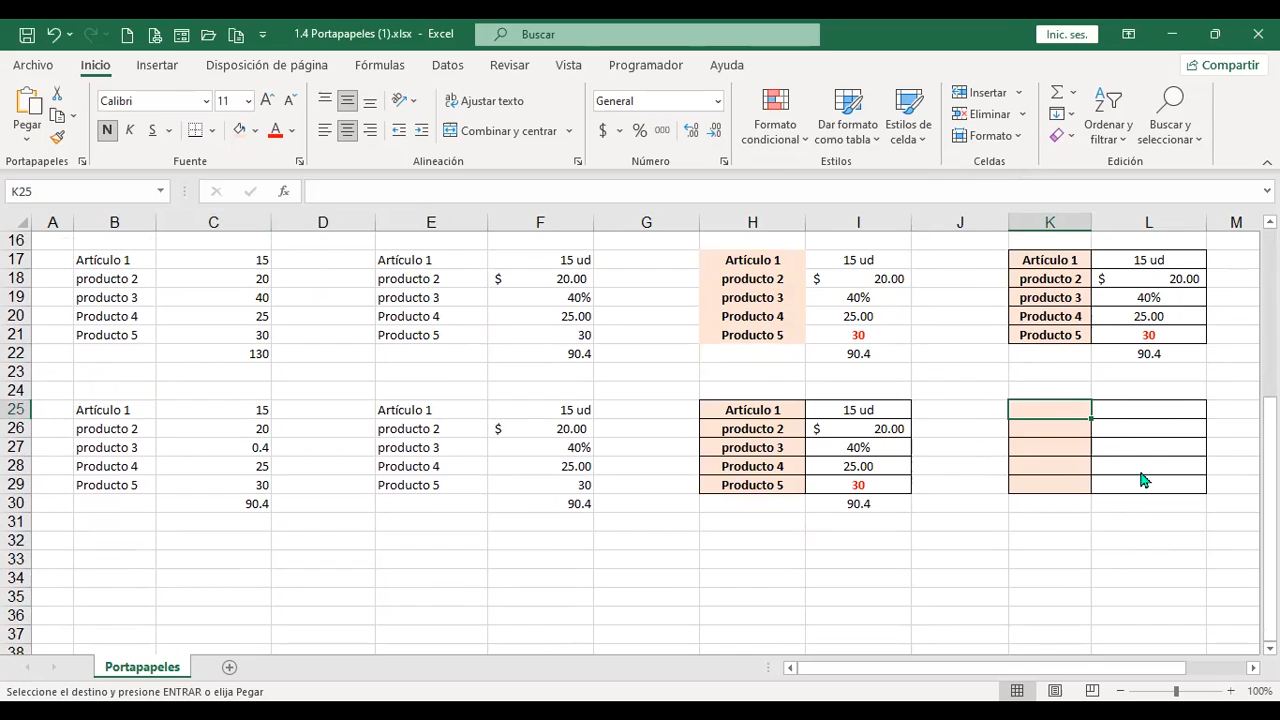 1.4 Portapapeles (1).xlsx - Excel
Buscar
Inic. ses.
Archivo Inicio Insertar Disposición de página Fórmulas Datos Revisar Vista Programador Ayuda
Compartir
Pegar
Portapapeles
Calibri 11
N K S
Fuente
Ajustar texto
Combinar y centrar
Alineación
General
$ % 000
Número
Formato condicional
Dar formato como tabla
Estilos de celda
Estilos
Insertar
Eliminar
Formato
Celdas
Ordenar y filtrar
Buscar y seleccionar
Edición
K25
A B C D E F G H I J K L M
16
17 Artículo 1 15 Artículo 1 15 ud Artículo 1 15 ud Artículo 1 15 ud
18 producto 2 20 producto 2 $ 20.00 producto 2 $ 20.00 producto 2 $ 20.00
19 producto 3 40 producto 3 40% producto 3 40% producto 3 40%
20 Producto 4 25 Producto 4 25.00 Producto 4 25.00 Producto 4 25.00
21 Producto 5 30 Producto 5 30 Producto 5 30 Producto 5 30
22 130 90.4 90.4 90.4
23
24
25 Artículo 1 15 Artículo 1 15 ud Artículo 1 15 ud
26 producto 2 20 producto 2 $ 20.00 producto 2 $ 20.00
27 producto 3 0.4 producto 3 40% producto 3 40%
28 Producto 4 25 Producto 4 25.00 Producto 4 25.00
29 Producto 5 30 Producto 5 30 Producto 5 30
30 90.4 90.4 90.4
31
32
33
34
35
36
37
38
Portapapeles
Seleccione el destino y presione ENTRAR o elija Pegar
100%